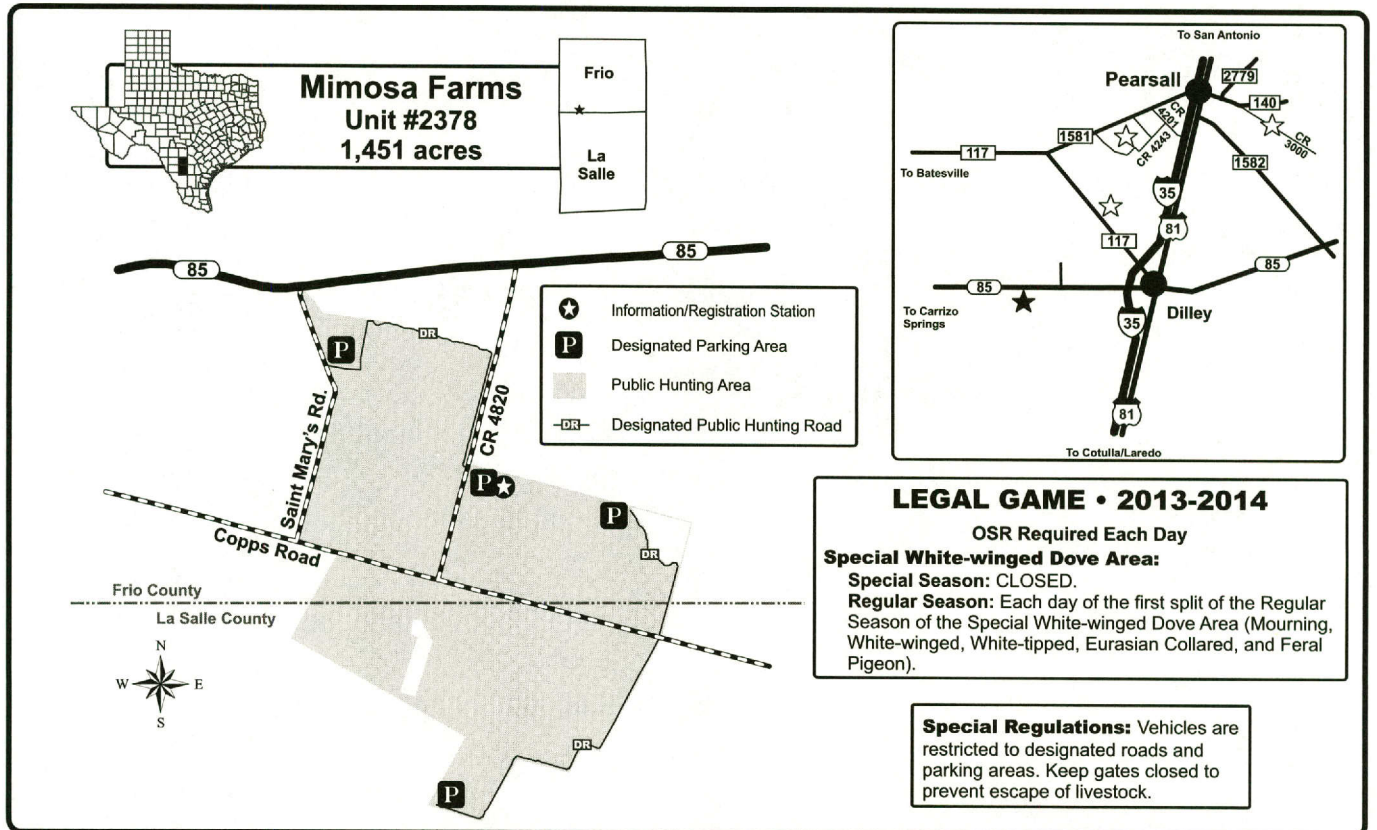 Mimosa Farms
Unit #2378
1,451 acres
Frio
La
Salle
To San Antonio
Pearsall
2779
140
CR
4201
CR
3000
1581
CR 4243
117
1582
To Batesville
35
81
117
85
85
To Carrizo
Springs
Dilley
35
81
To Cotulla/Laredo
85
85
P
DR
Saint Mary's Rd.
CR 4820
P
P
DR
Copps Road
Frio County
La Salle County
N
W
E
S
DR
P
Information/Registration Station
P
Designated Parking Area
Public Hunting Area
DR
Designated Public Hunting Road
LEGAL GAME • 2013-2014
OSR Required Each Day
Special White-winged Dove Area:
Special Season: CLOSED.
Regular Season: Each day of the first split of the Regular
Season of the Special White-winged Dove Area (Mourning,
White-winged, White-tipped, Eurasian Collared, and Feral
Pigeon).
Special Regulations: Vehicles are
restricted to designated roads and
parking areas. Keep gates closed to
prevent escape of livestock.